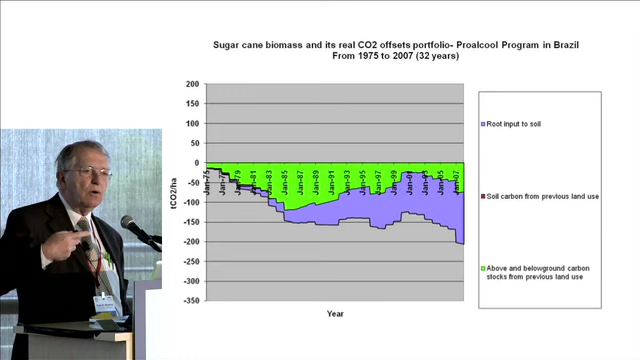 Sugar cane biomass and its real CO2 offsets portfolio- Proalcool Program in Brazil
From 1975 to 2007 (32 years)
200
150
100
50
0
-50
-100
-150
-200
-250
-300
-350
tCO2/ha
Jan-75
Jan-79
Jan-81
Jan-83
Jan-85
Jan-87
Jan-89
Jan-91
Jan-93
Jan-95
Jan-97
Jan-99
Jan-01
Jan-03
Jan-05
Jan-07
Year
Root input to soil
Soil carbon from previous land use
Above and belowground carbon
stocks from previous land use